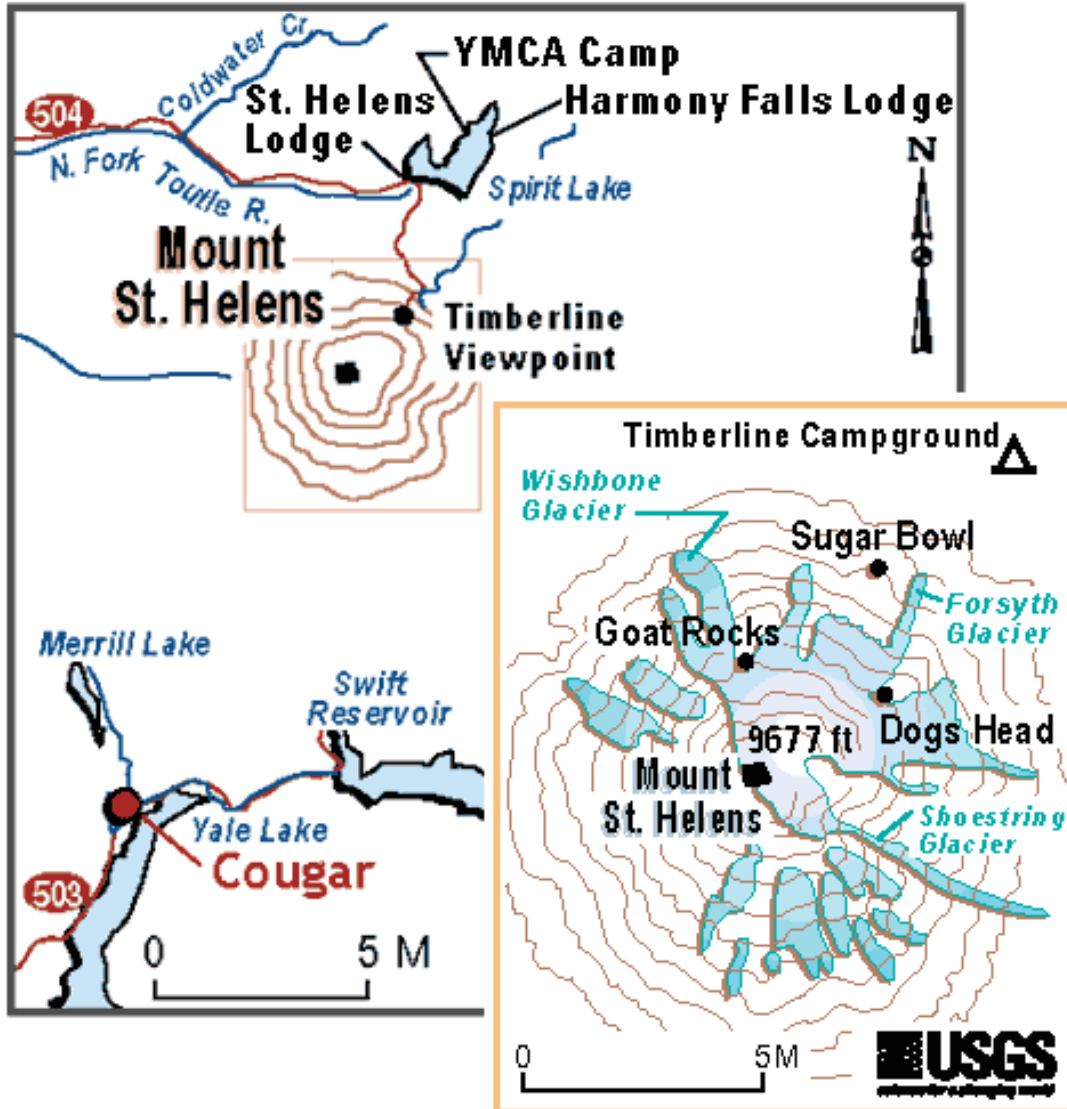 Coldwater Cr
YMCA Camp
504
St. Helens
Lodge
Harmony Falls Lodge
N. Fork Toutle R.
Spirit Lake
N
Mount
St. Helens
Timberline
Viewpoint
Merrill Lake
Swift
Reservoir
Yale Lake
Cougar
503
0 5 M
Timberline Campground
Wishbone
Glacier
Sugar Bowl
Forsyth
Glacier
Goat Rocks
Dogs Head
9677 ft
Mount
St. Helens
Shoestring
Glacier
0 5M
USGS